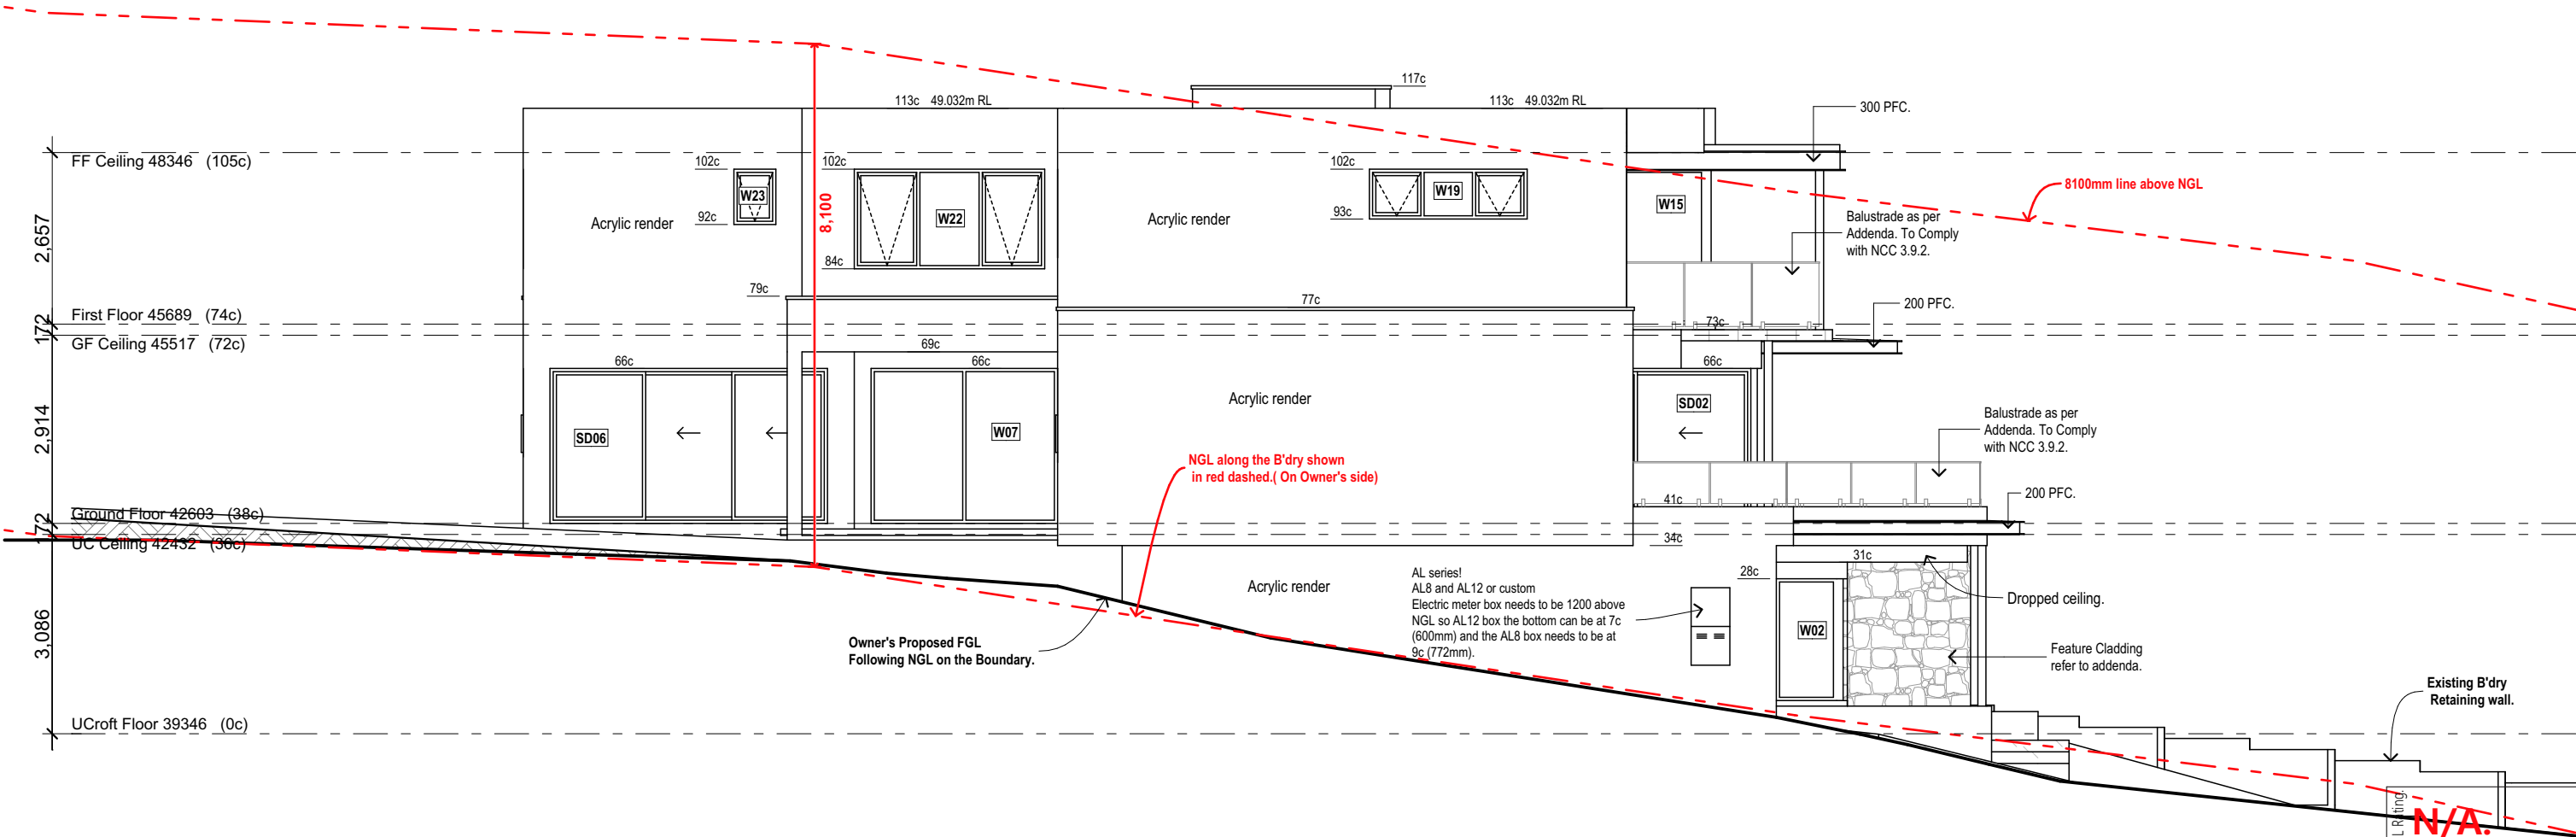 117c
113c 49.032m RL
113c 49.032m RL
300 PFC.
FF Ceiling 48346 (105c)
102c
102c
102c
W23
W19
8100mm line above NGL
2,657
8,100
W15
Acrylic render
92c
W22
Acrylic render
93c
Balustrade as per
Addenda. To Comply
with NCC 3.9.2.
84c
79c
77c
200 PFC.
First Floor 45689 (74c)
172
73c
GF Ceiling 45517 (72c)
69c
66c
66c
66c
Acrylic render
SD02
2,914
SD06
W07
Balustrade as per
Addenda. To Comply
with NCC 3.9.2.
NGL along the B'dry shown
in red dashed.( On Owner's side)
200 PFC.
41c
Ground Floor 42603 (38c)
172
UC Ceiling 42432 (36c)
34c
31c
28c
Acrylic render
AL series!
AL8 and AL12 or custom
Electric meter box needs to be 1200 above
NGL so AL12 box the bottom can be at 7c
(600mm) and the AL8 box needs to be at
9c (772mm).
Dropped ceiling.
3,086
W02
Owner's Proposed FGL
Following NGL on the Boundary.
Feature Cladding
refer to addenda.
Existing B'dry
Retaining wall.
UCroft Floor 39346 (0c)
L Rating.
N/A.